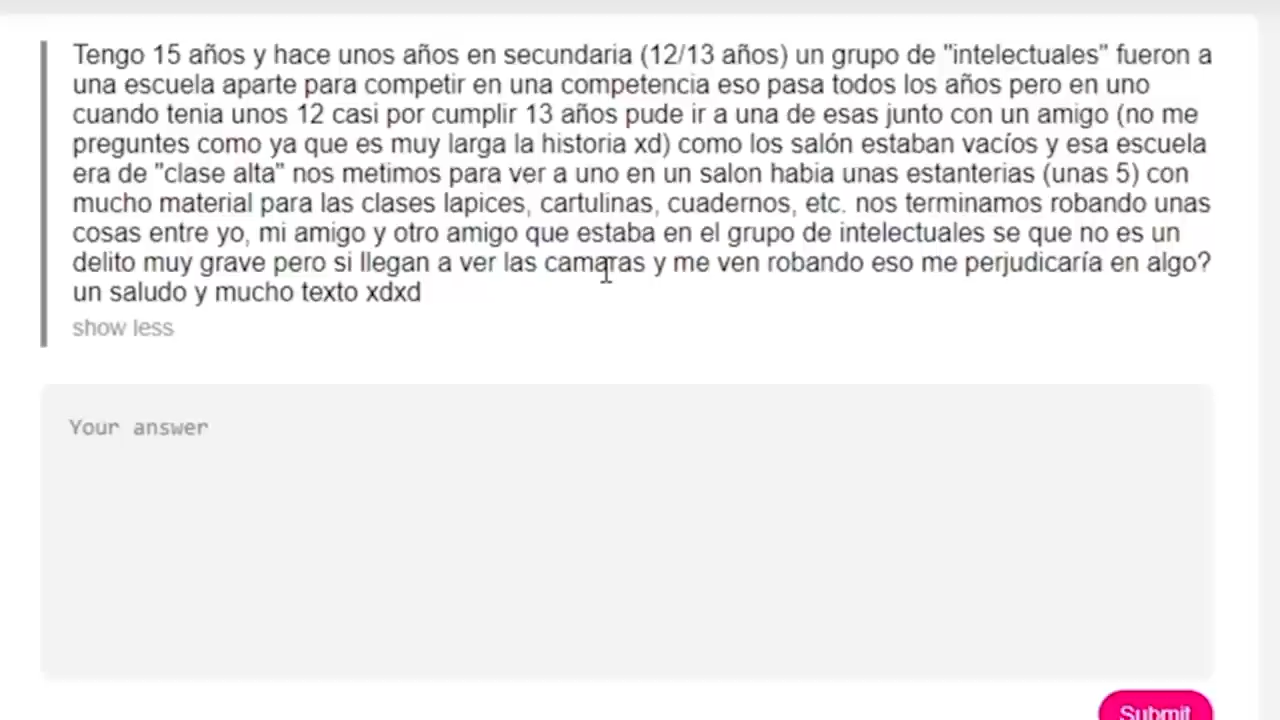 Tengo 15 años y hace unos años en secundaria (12/13 años) un grupo de "intelectuales" fueron a
una escuela aparte para competir en una competencia eso pasa todos los años pero en uno
cuando tenia unos 12 casi por cumplir 13 años pude ir a una de esas junto con un amigo (no me
preguntes como ya que es muy larga la historia xd) como los salón estaban vacíos y esa escuela
era de "clase alta" nos metimos para ver a uno en un salon habia unas estanterias (unas 5) con
mucho material para las clases lapices, cartulinas, cuadernos, etc. nos terminamos robando unas
cosas entre yo, mi amigo y otro amigo que estaba en el grupo de intelectuales se que no es un
delito muy grave pero si llegan a ver las camaras y me ven robando eso me perjudicaría en algo?
un saludo y mucho texto xdxd
show less
Your answer
Submit